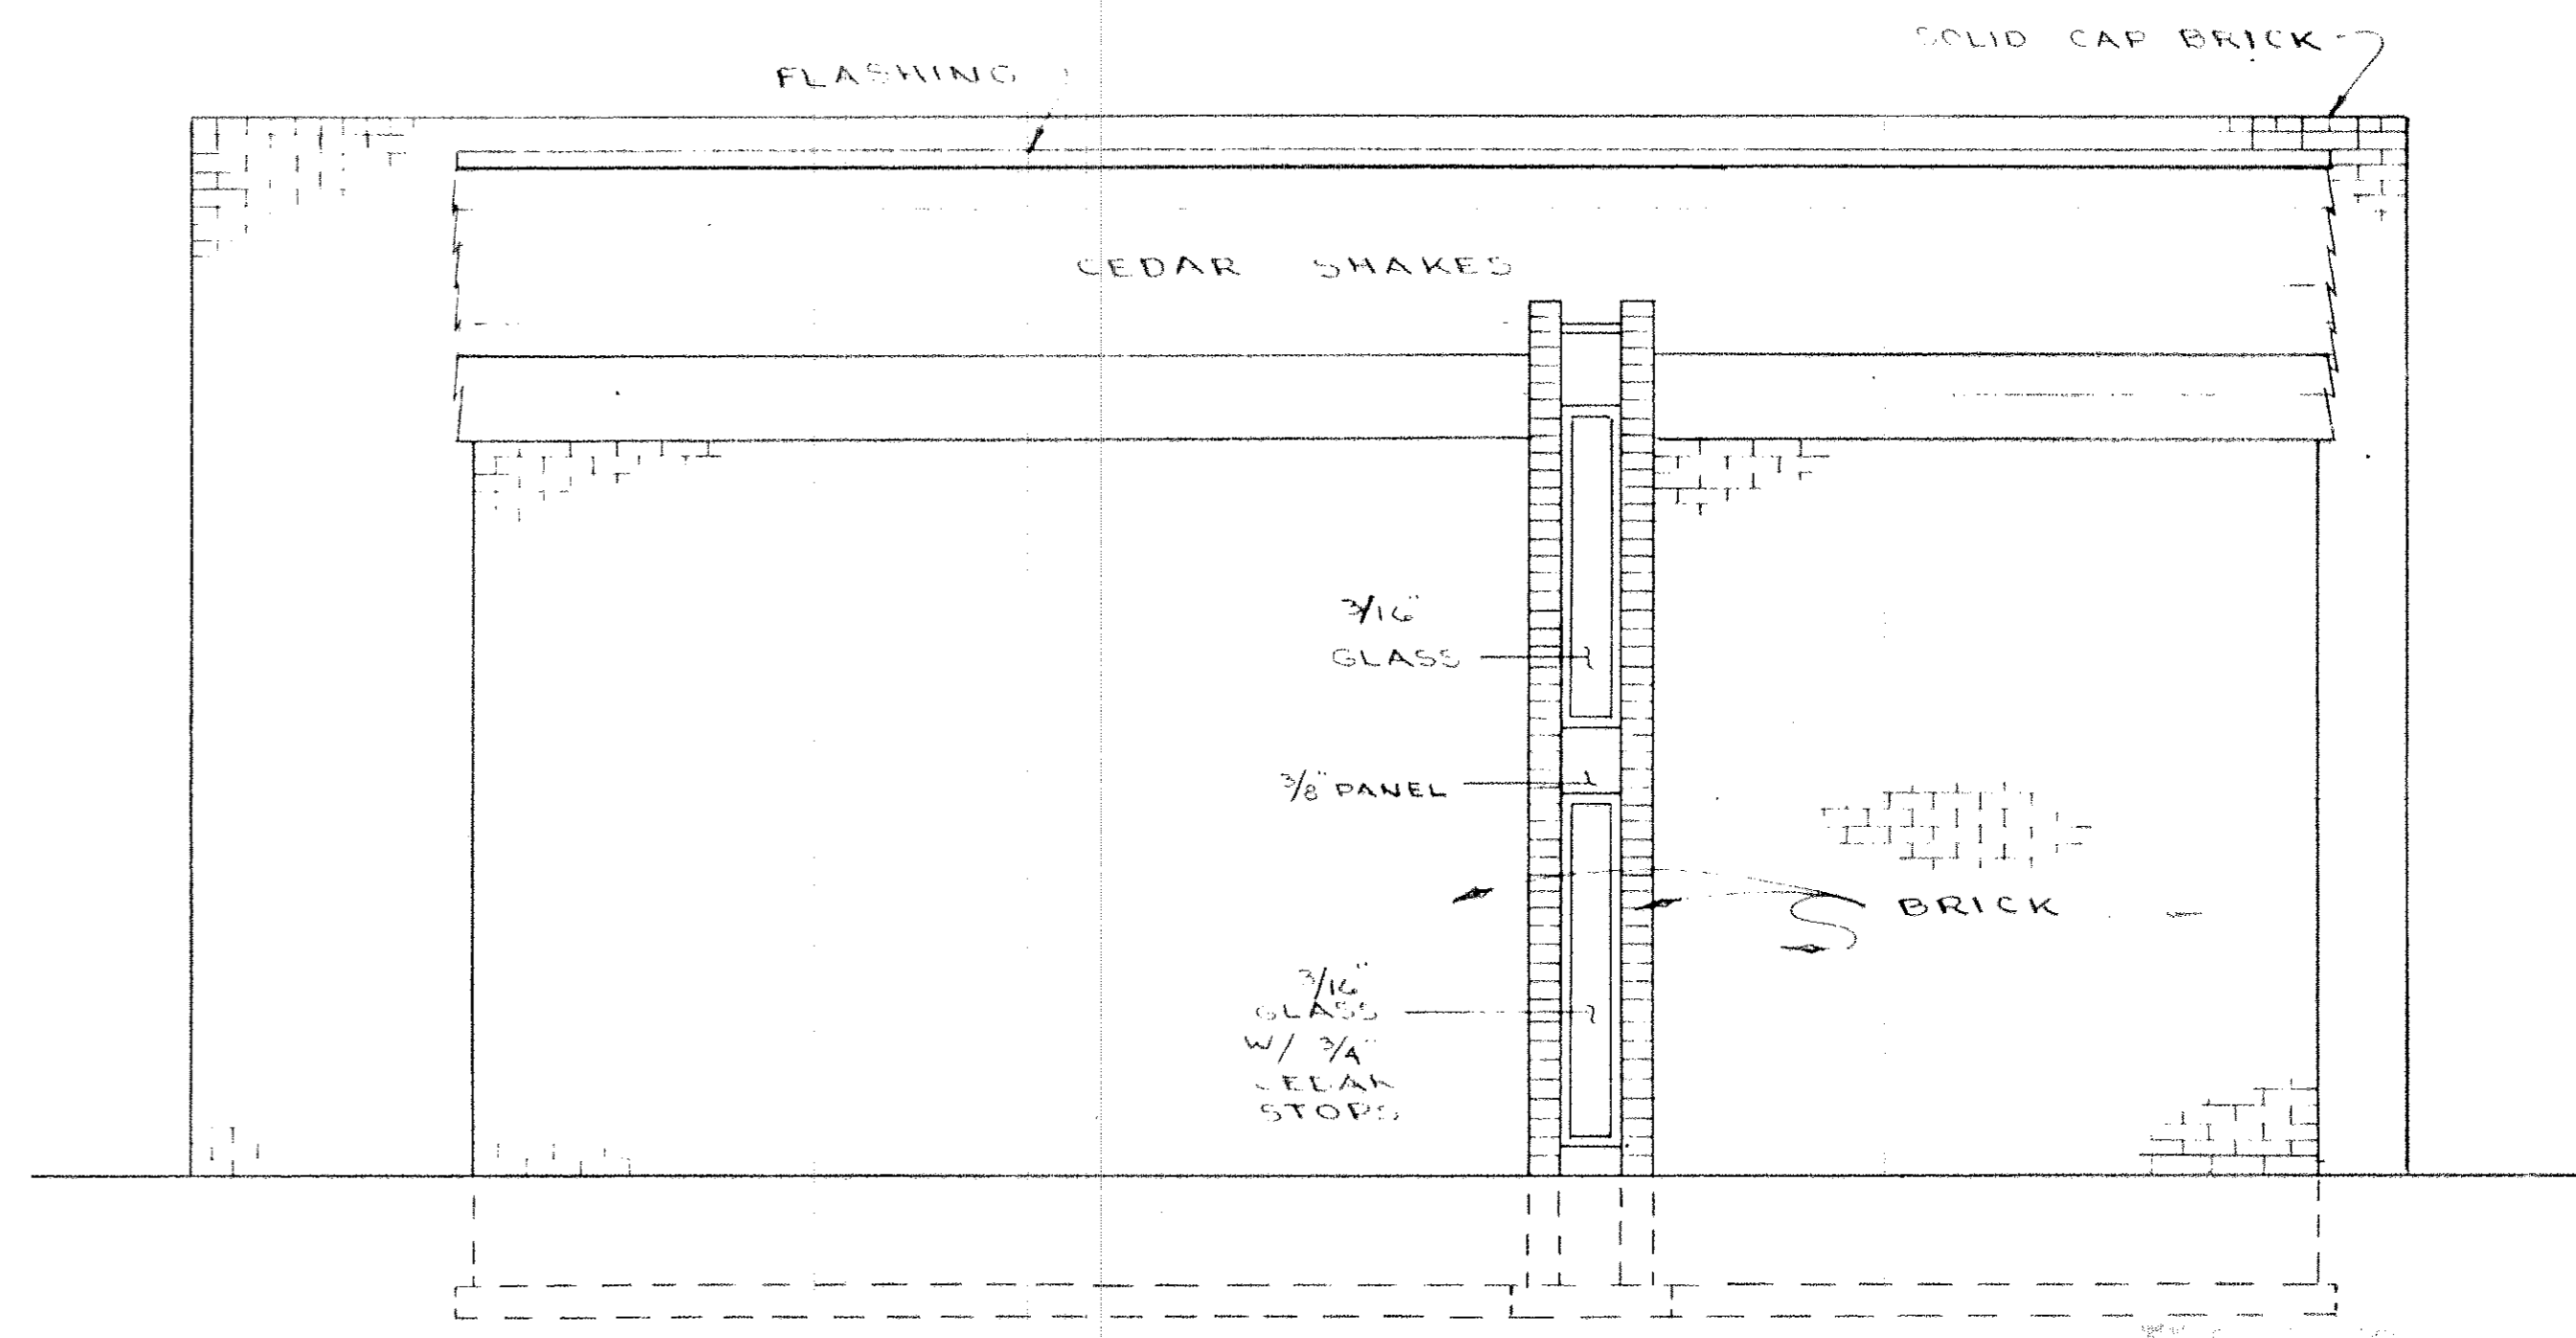 SOLID CAP BRICK
FLASHING
CEDAR SHAKES
3/16"
GLASS
3/8" PANEL
BRICK
3/16"
GLASS
W/ 3/4"
CEDAR
STOPS